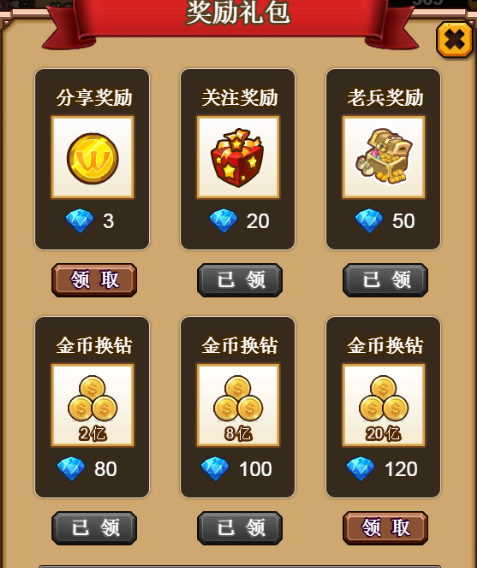 奖励礼包
分享奖励
关注奖励
老兵奖励
W
3
20
50
领取
已领
已领
金币换钻
金币换钻
金币换钻
2亿
8亿
20亿
80
100
120
已领
已领
领取